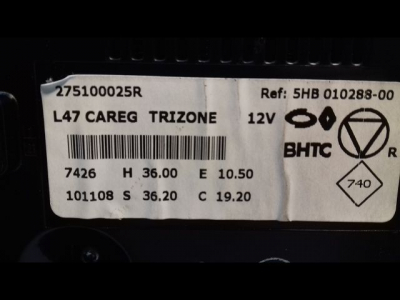 275100025R Ref: 5HB 010288-00
L47 CAREG TRIZONE 12V
BHTC R
7426 H 36.00 E 10.50
740
101108 S 36.20 C 19.20